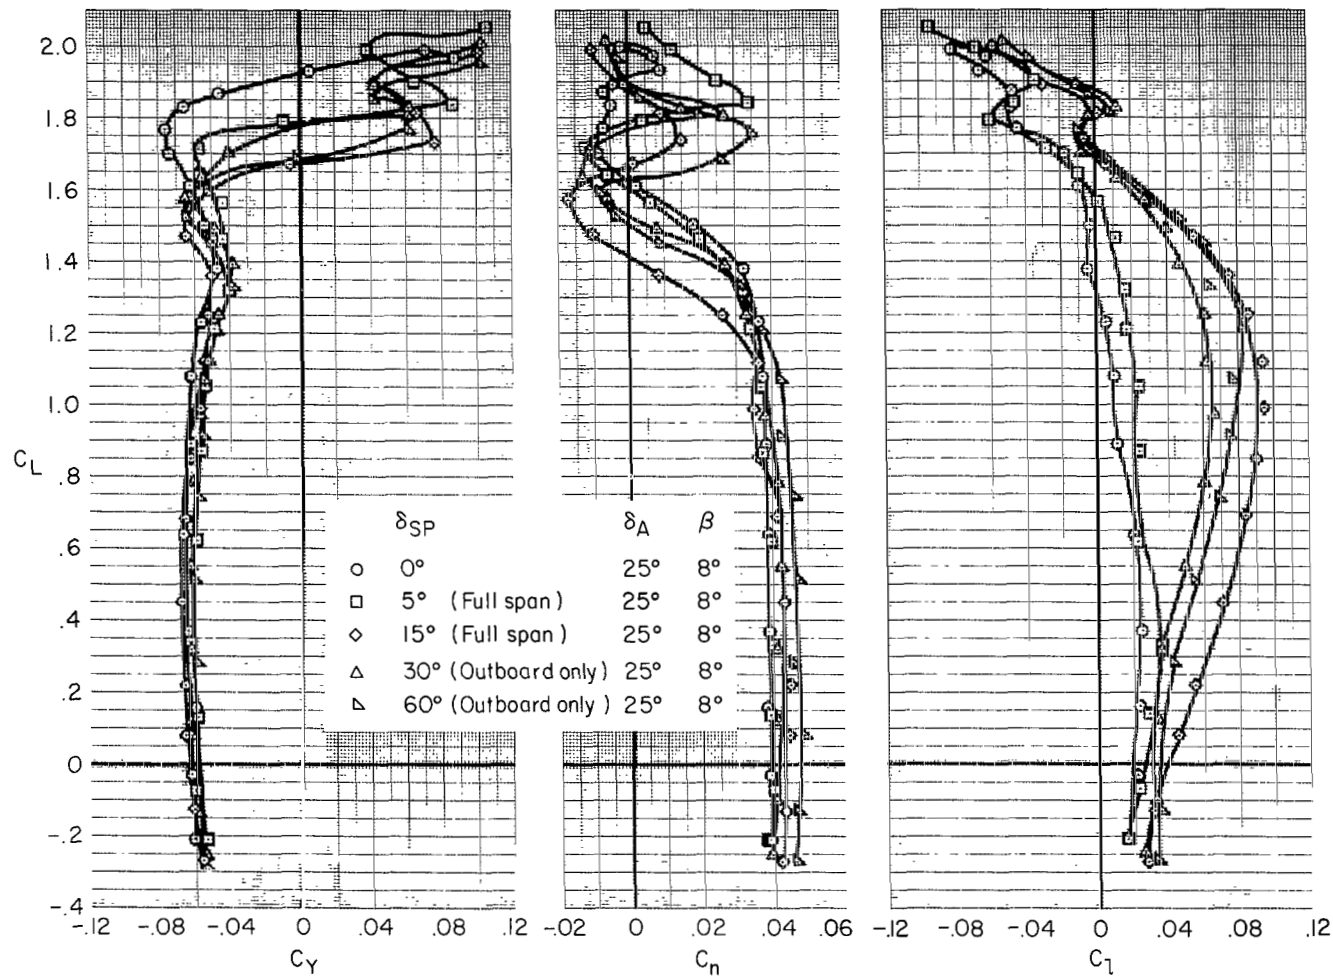 2.0
1.8
1.6
1.4
1.2
1.0
.8
.6
.4
.2
0
-.2
-.4
C_L
δ_SP δ_A β
0° 25° 8°
5° (Full span) 25° 8°
15° (Full span) 25° 8°
30° (Outboard only) 25° 8°
60° (Outboard only) 25° 8°
-.12 -.08 -.04 0 .04 .08 .12
C_Y
-.02 0 .02 .04 .06
C_n
-.12 -.08 -.04 0 .04 .08 .12
C_l